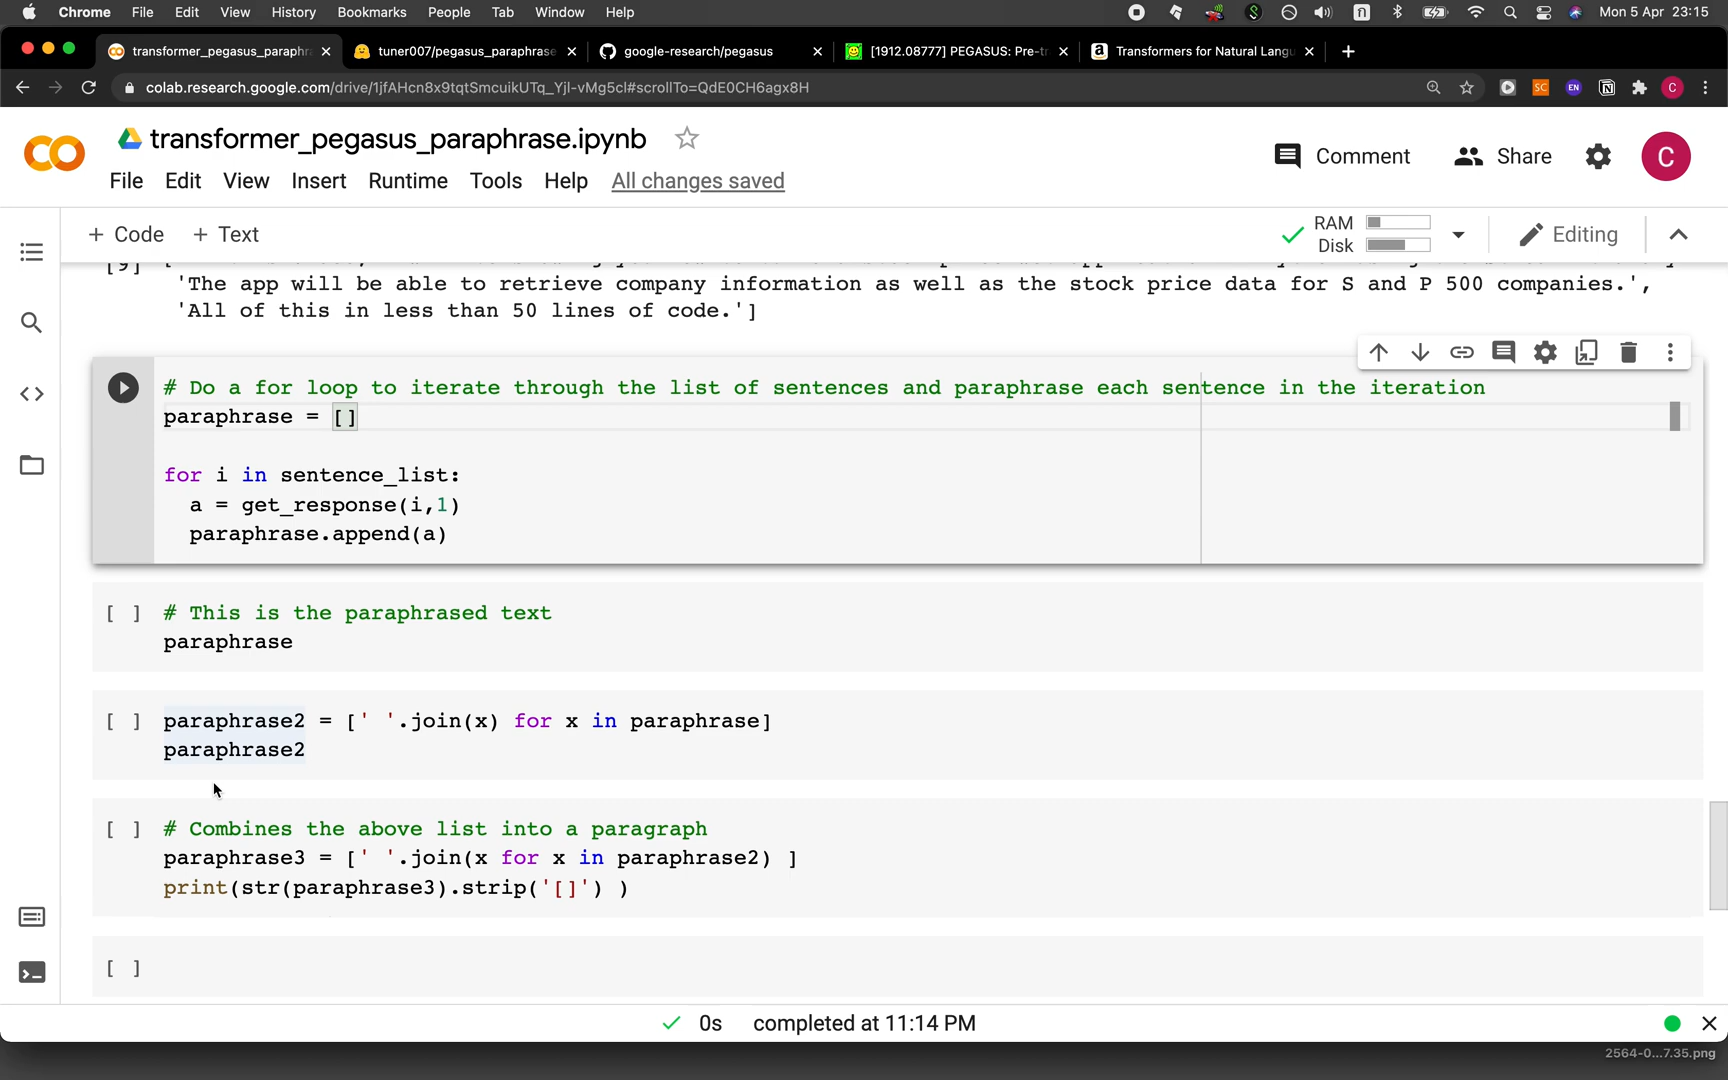 Chrome File Edit View History Bookmarks People Tab Window Help Mon 5 Apr 23:15
transformer_pegasus_paraphr tuner007/pegasus_paraphrase google-research/pegasus [1912.08777] PEGASUS: Pre-tr Transformers for Natural Langu
colab.research.google.com/drive/1jfAHcn8x9tqtSmcuikUTq_Yjl-vMg5cl#scrollTo=QdE0CH6agx8H SC EN
transformer_pegasus_paraphrase.ipynb
Comment Share C
File Edit View Insert Runtime Tools Help All changes saved
+ Code + Text RAM Disk Editing
[9]
'The app will be able to retrieve company information as well as the stock price data for S and P 500 companies.',
'All of this in less than 50 lines of code.']
# Do a for loop to iterate through the list of sentences and paraphrase each sentence in the iteration
paraphrase = []
for i in sentence_list:
a = get_response(i,1)
paraphrase.append(a)
[ ] # This is the paraphrased text
paraphrase
[ ] paraphrase2 = [' '.join(x) for x in paraphrase]
paraphrase2
[ ] # Combines the above list into a paragraph
paraphrase3 = [' '.join(x for x in paraphrase2) ]
print(str(paraphrase3).strip('[]') )
[ ]
0s completed at 11:14 PM
2564-0...7.35.png